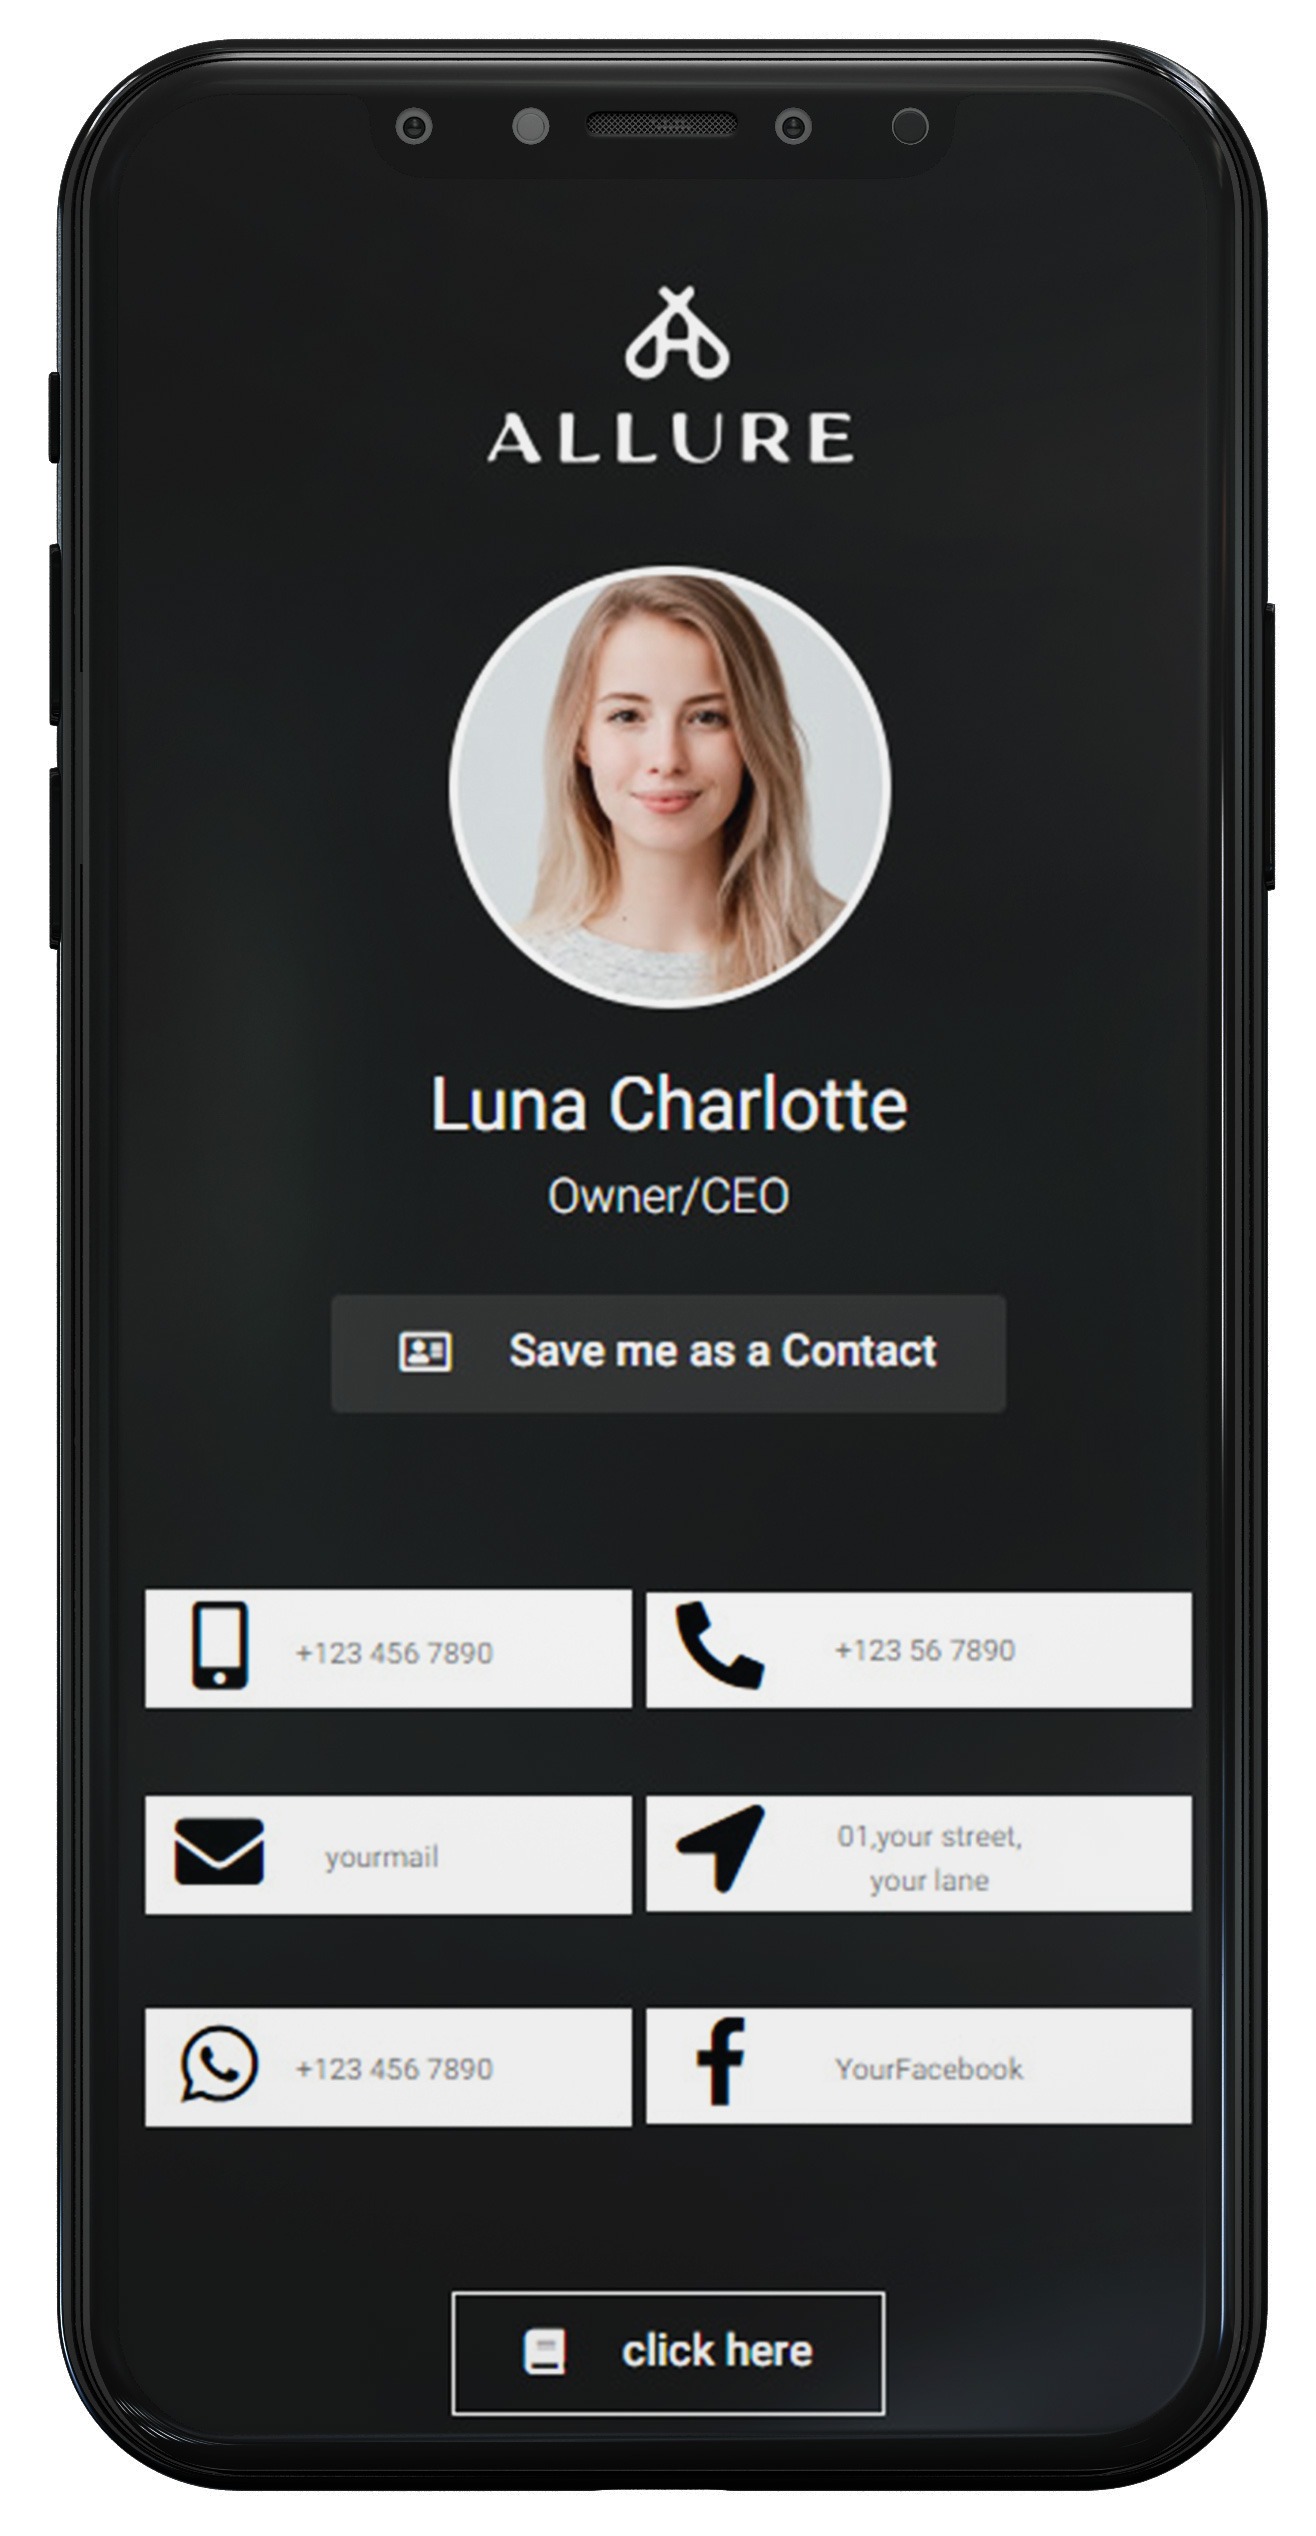 ALLURE
Luna Charlotte
Owner/CEO
Save me as a Contact
+123 456 7890
+123 56 7890
yourmail
01,your street,
your lane
+123 456 7890
YourFacebook
click here